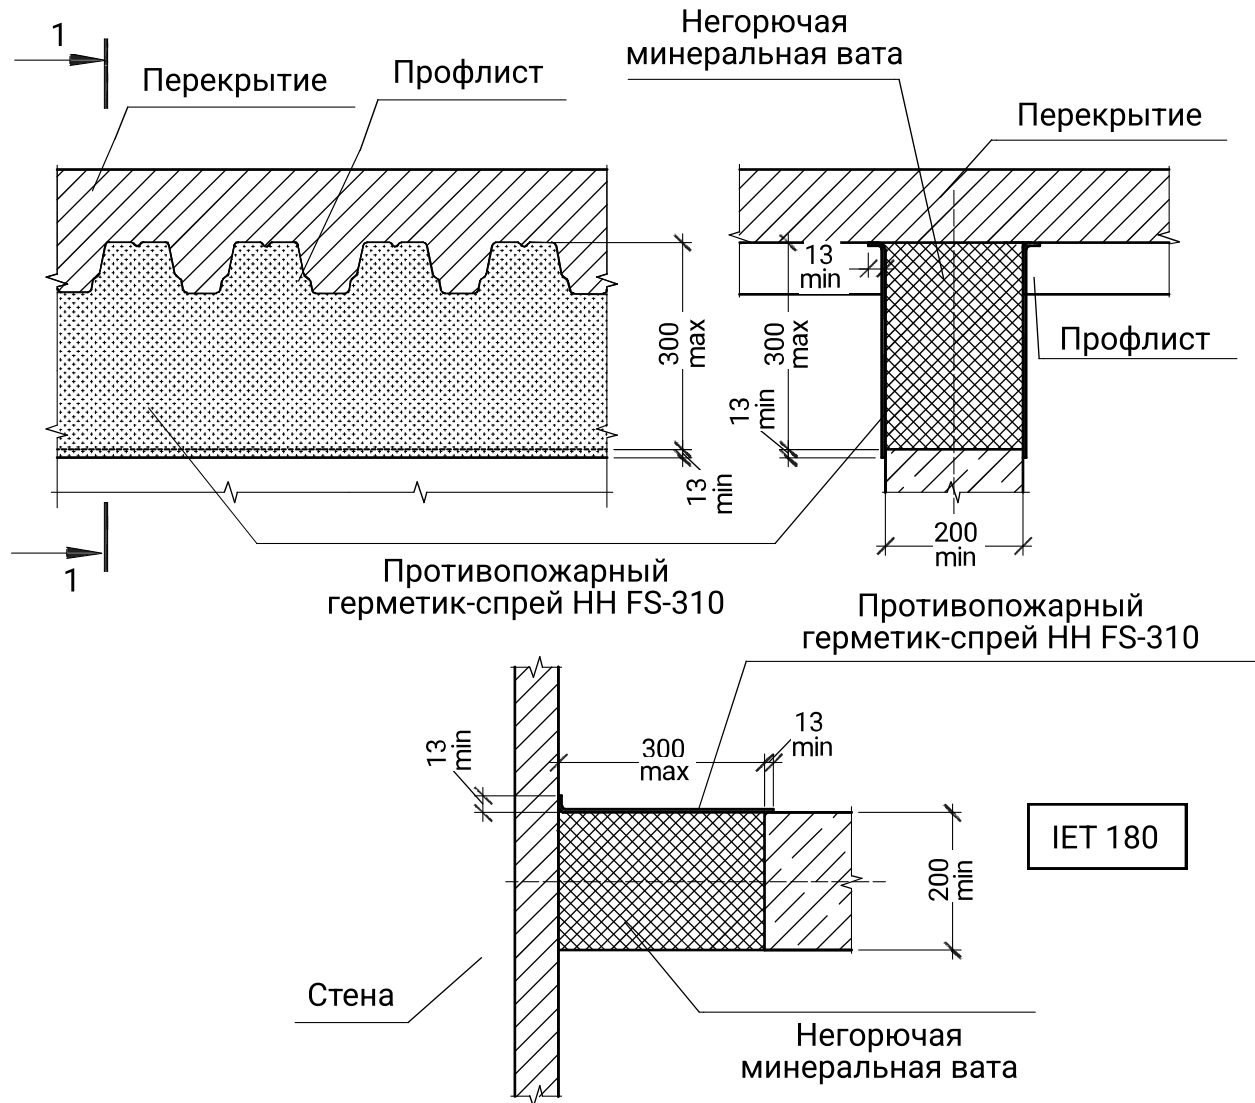 1
Перекрытие
Профлист
Негорючая
минеральная вата
Перекрытие
300
max
13
min
13
min
300
max
13
min
Профлист
200
min
1
Противопожарный
герметик-спрей HH FS-310
Противопожарный
герметик-спрей HH FS-310
13
min
300
max
13
min
200
min
IET 180
Стена
Негорючая
минеральная вата